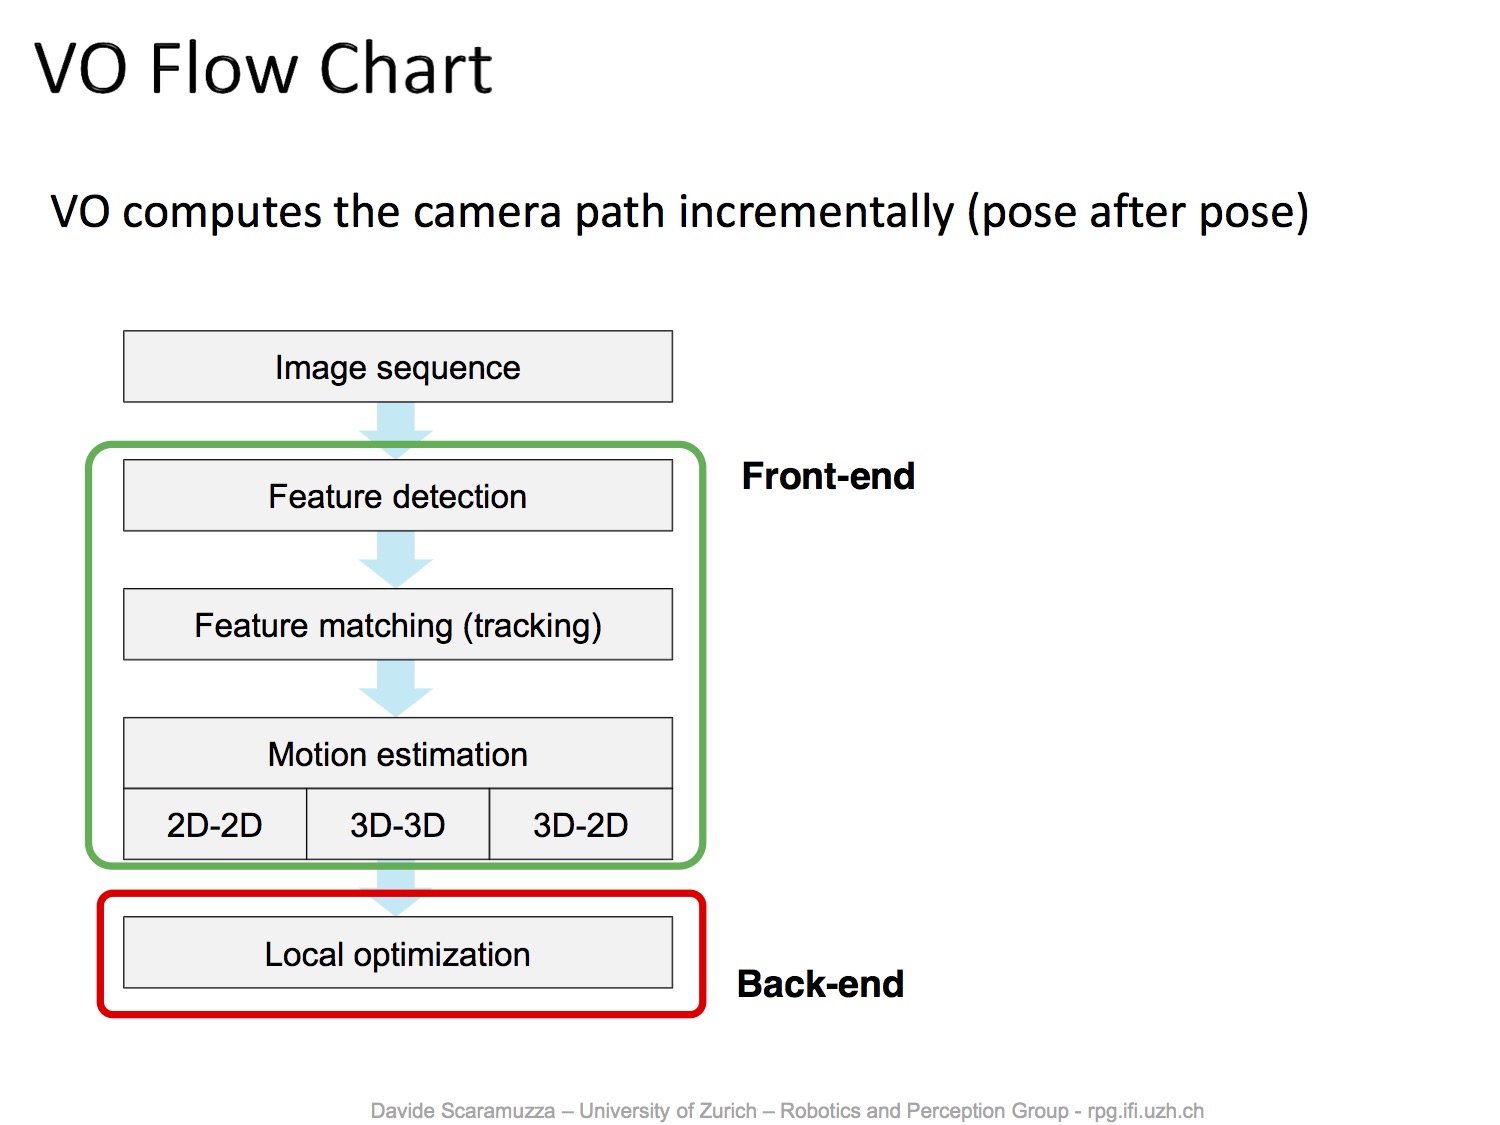 VO Flow Chart
VO computes the camera path incrementally (pose after pose)
Image sequence
Feature detection
Front-end
Feature matching (tracking)
Motion estimation
2D-2D 3D-3D 3D-2D
Local optimization
Back-end
Davide Scaramuzza – University of Zurich – Robotics and Perception Group - rpg.ifi.uzh.ch